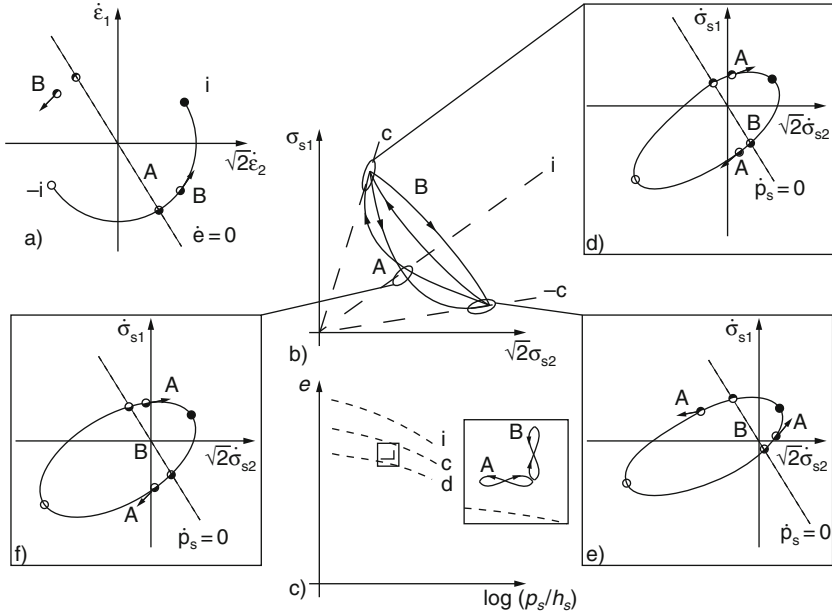 ε̇₁
B
i
A
√2ε̇₂
B
–i
ė = 0
a)
σₛ₁
c
B
i
A
–c
b)
√2σₛ₂
σ̇ₛ₁
A
√2σ̇ₛ₂
B
A
ṗₛ = 0
d)
σ̇ₛ₁
A
√2σ̇ₛ₂
B
A
ṗₛ = 0
f)
e
i
c
d
B
A
c)
log (pₛ/hₛ)
σ̇ₛ₁
A
A
B
√2σ̇ₛ₂
ṗₛ = 0
e)